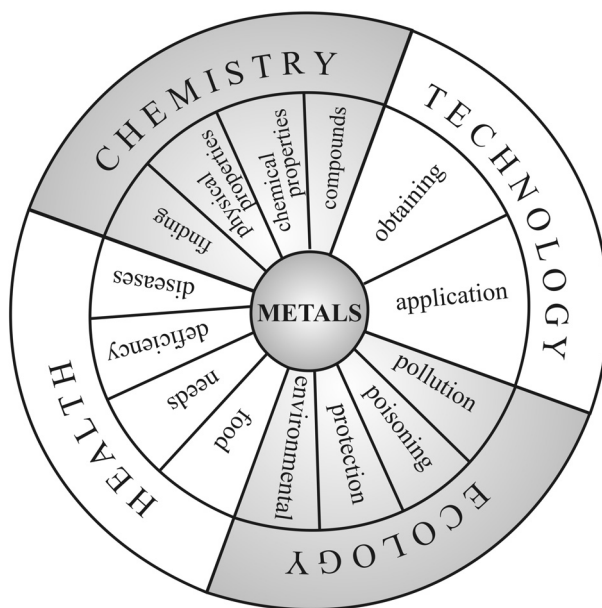 CHEMISTRY
finding
physical
properties
chemical
properties
compounds
TECHNOLOGY
obtaining
application
ECOLOGY
pollution
poisoning
protection
environmental
HEALTH
food
needs
deficiency
diseases
METALS